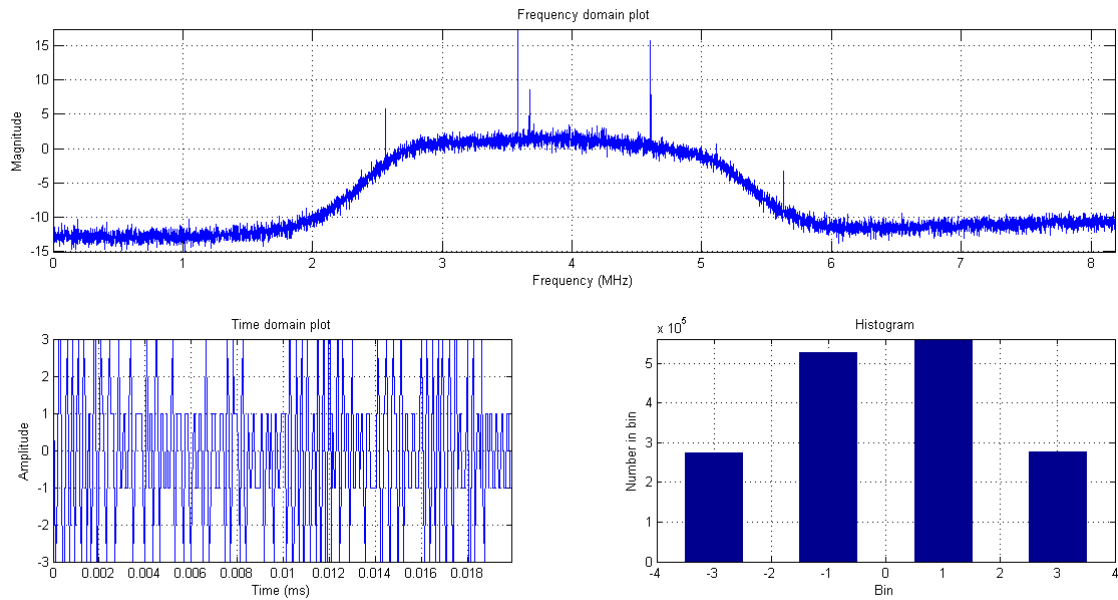 Frequency domain plot
15
10
5
0
-5
-10
-15
Magnitude
0 1 2 3 4 5 6 7 8
Frequency (MHz)
Time domain plot
3
2
1
0
-1
-2
-3
Amplitude
0 0.002 0.004 0.006 0.008 0.01 0.012 0.014 0.016 0.018
Time (ms)
Histogram
x 10^5
5
4
3
2
1
0
Number in bin
-4 -3 -2 -1 0 1 2 3 4
Bin